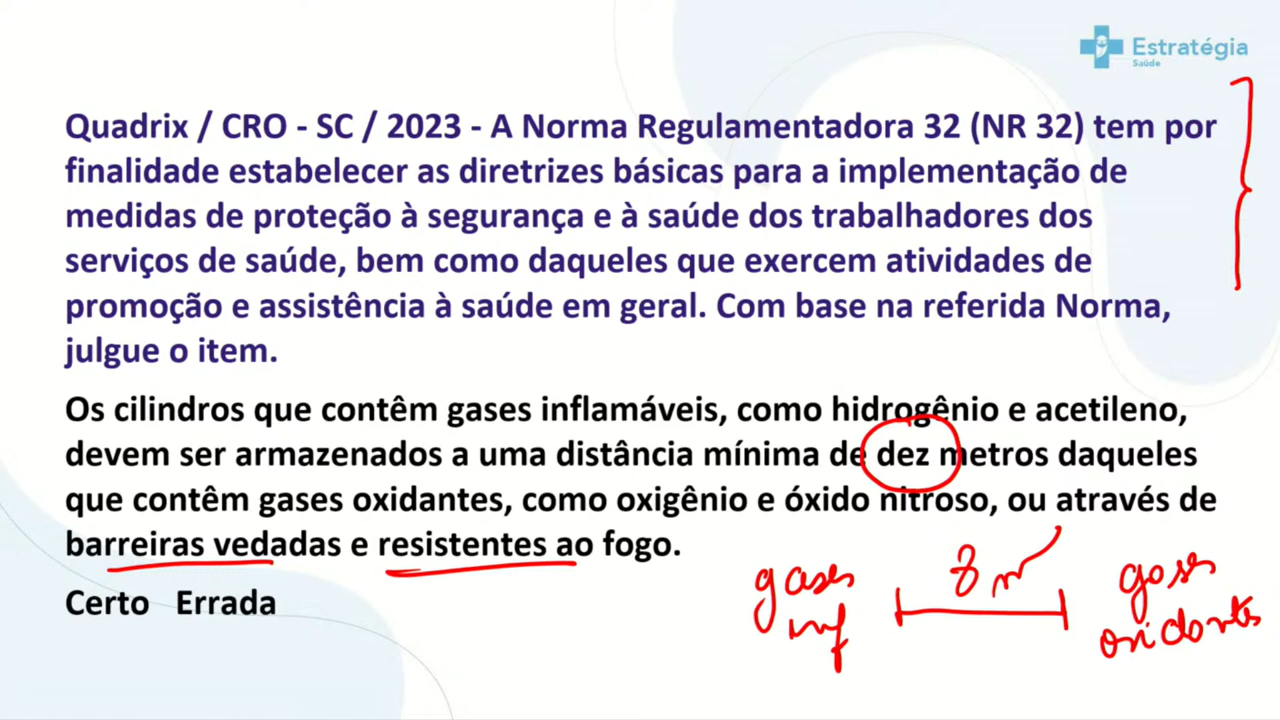 Estratégia
Saúde
Quadrix / CRO - SC / 2023 - A Norma Regulamentadora 32 (NR 32) tem por
finalidade estabelecer as diretrizes básicas para a implementação de
medidas de proteção à segurança e à saúde dos trabalhadores dos
serviços de saúde, bem como daqueles que exercem atividades de
promoção e assistência à saúde em geral. Com base na referida Norma,
julgue o item.
Os cilindros que contêm gases inflamáveis, como hidrogênio e acetileno,
devem ser armazenados a uma distância mínima de dez metros daqueles
que contêm gases oxidantes, como oxigênio e óxido nitroso, ou através de
barreiras vedadas e resistentes ao fogo.
Certo Errada
gases
inf
8 m
gases
oxidantes